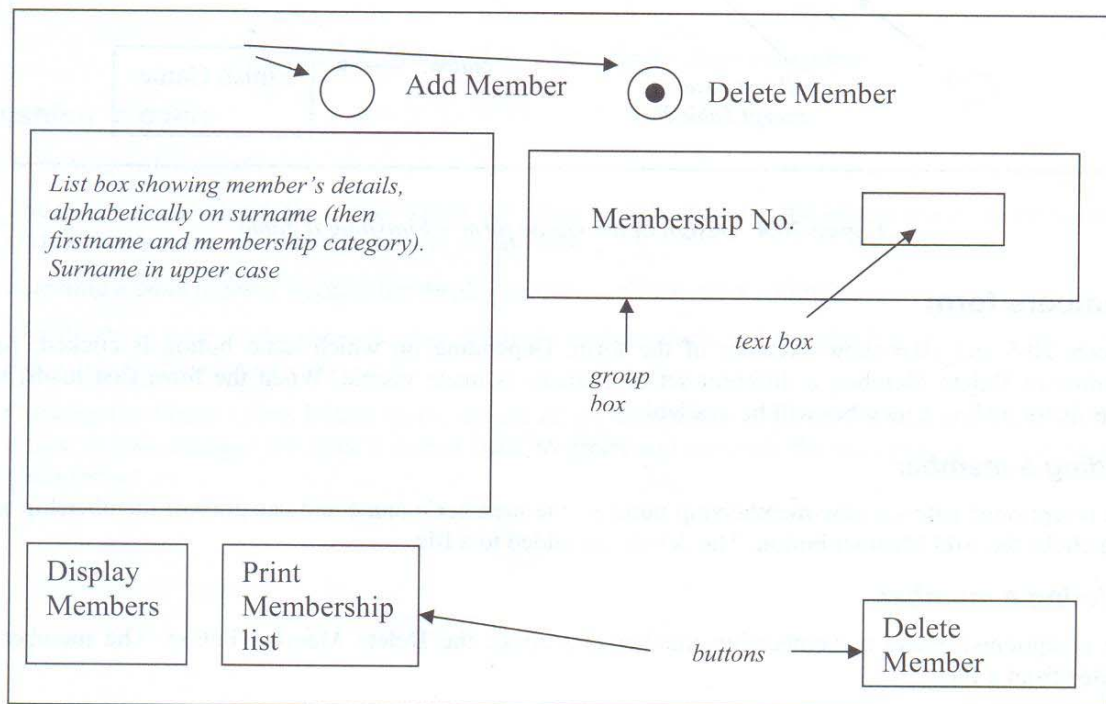 Add Member
Delete Member
List box showing member's details,
alphabetically on surname (then
firstname and membership category).
Surname in upper case
Membership No.
text box
group
box
Display
Members
Print
Membership
list
buttons
Delete
Member